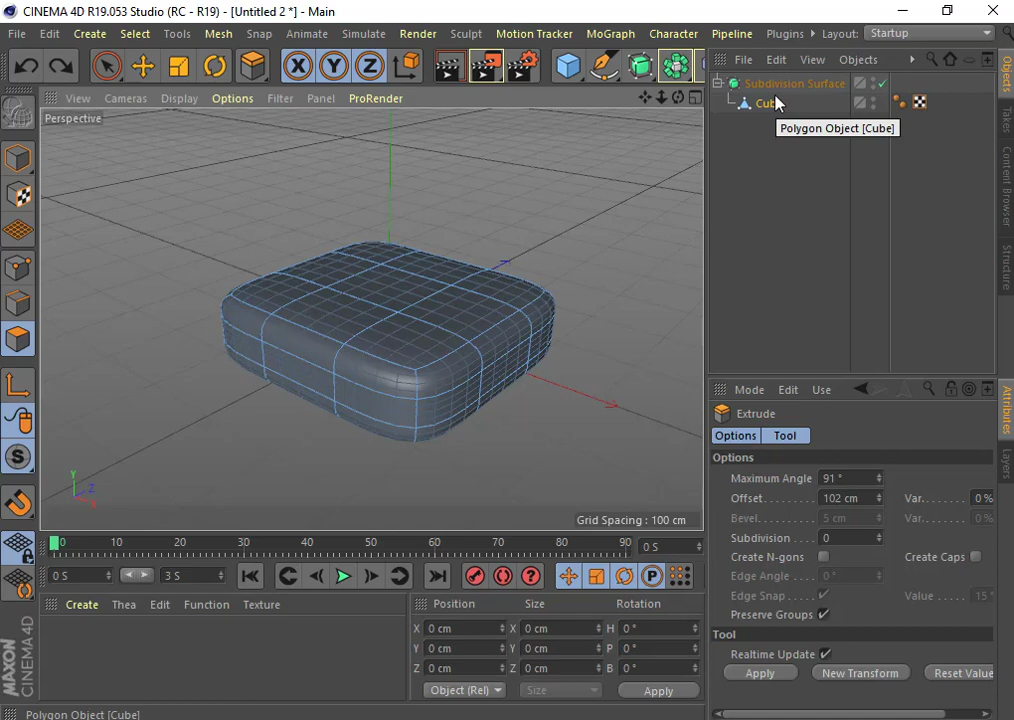 CINEMA 4D R19.053 Studio (RC - R19) - [Untitled 2 *] - Main
File Edit Create Select Tools Mesh Snap Animate Simulate Render Sculpt Motion Tracker MoGraph Character Pipeline Plugins Layout: Startup
X Y Z
View Cameras Display Options Filter Panel ProRender
File Edit View Objects
Perspective
Subdivision Surface
Cub
Polygon Object [Cube]
Objects
Takes
Content Browser
Structure
Y
Z
X
Grid Spacing : 100 cm
Mode Edit Use
Extrude
Options Tool
Options
Maximum Angle 91 °
Offset 102 cm Var. 0 %
Bevel 5 cm Var. 0 %
Subdivision 0
Create N-gons Create Caps
Edge Angle 0 °
Edge Snap Value 15 °
Preserve Groups
Tool
Realtime Update
Apply New Transform Reset Value
Attributes
Layers
0 10 20 30 40 50 60 70 80 90 0 S
0 S 3 S
P
Create Thea Edit Function Texture
Position Size Rotation
X 0 cm X 0 cm H 0 °
Y 0 cm Y 0 cm P 0 °
Z 0 cm Z 0 cm B 0 °
Object (Rel) Size Apply
MAXON
CINEMA 4D
Polygon Object [Cube]